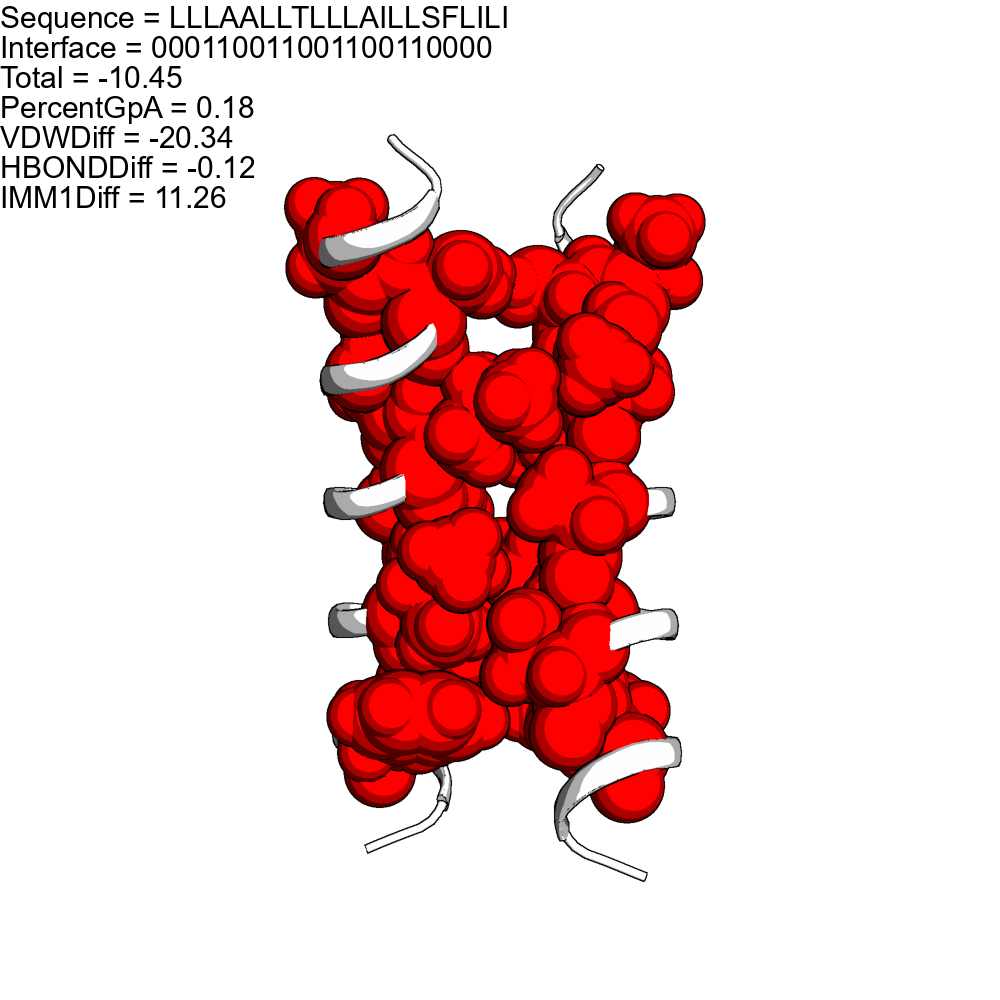 Sequence = LLLAALLTLLLAILLSFLILI
Interface = 000110011001100110000
Total = -10.45
PercentGpA = 0.18
VDWDiff = -20.34
HBONDDiff = -0.12
IMM1Diff = 11.26